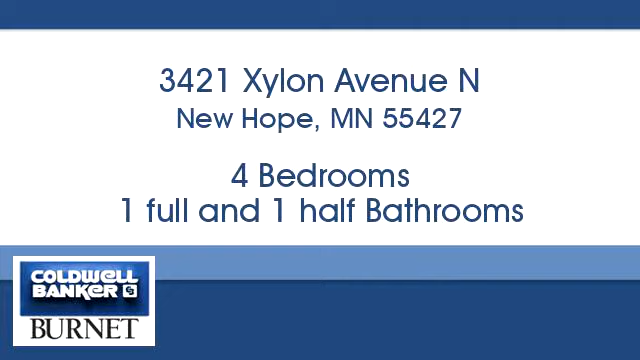 3421 Xylon Avenue N
New Hope, MN 55427
4 Bedrooms
1 full and 1 half Bathrooms
COLDWELL
BANKER
BURNET